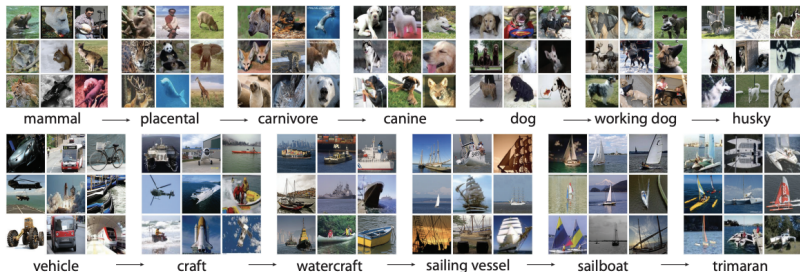 mammal placental carnivore canine dog working dog husky
vehicle craft watercraft sailing vessel sailboat trimaran